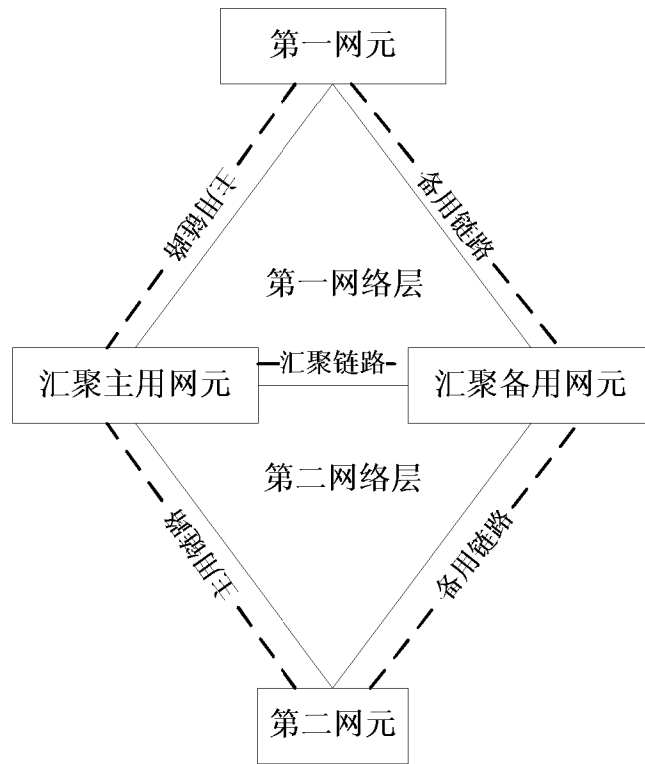 第一网元
主用链路
备用链路
第一网络层
汇聚链路
汇聚主用网元
汇聚备用网元
第二网络层
主用链路
备用链路
第二网元